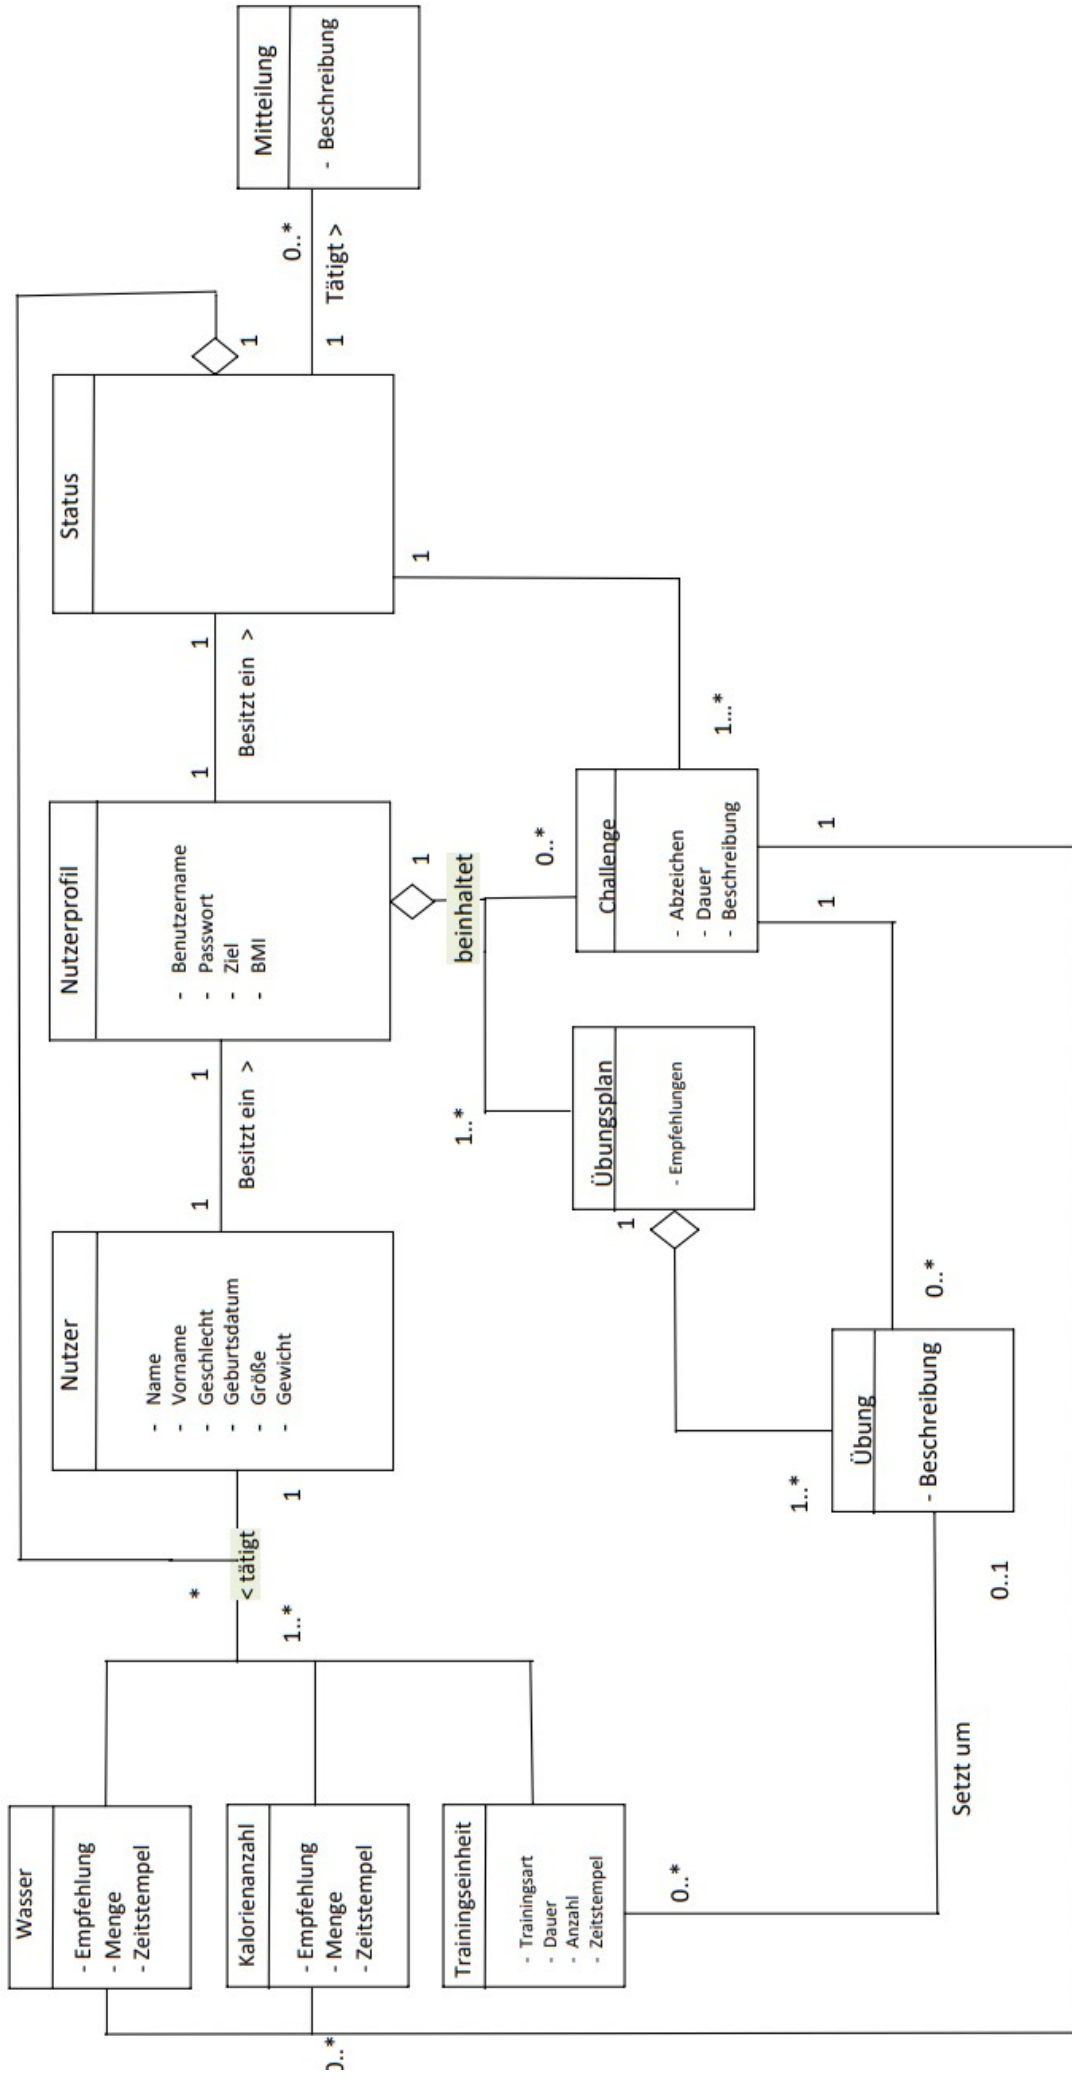 Wasser
- Empfehlung
- Menge
- Zeitstempel
Kalorienanzahl
- Empfehlung
- Menge
- Zeitstempel
Trainingseinheit
- Trainingsart
- Dauer
- Anzahl
- Zeitstempel
0..*
0..*
Setzt um
0..1
*
< tätigt
1..*
1
Nutzer
- Name
- Vorname
- Geschlecht
- Geburtsdatum
- Größe
- Gewicht
1
Besitzt ein >
1
Nutzerprofil
- Benutzername
- Passwort
- Ziel
- BMI
1
Besitzt ein >
1
Status
1
1
Tätigt >
0..*
Mitteilung
- Beschreibung
1
beinhaltet
1..*
0..*
Übungsplan
- Empfehlungen
1
1..*
Übung
- Beschreibung
0..*
Challenge
- Abzeichen
- Dauer
- Beschreibung
1
1
1...*
1